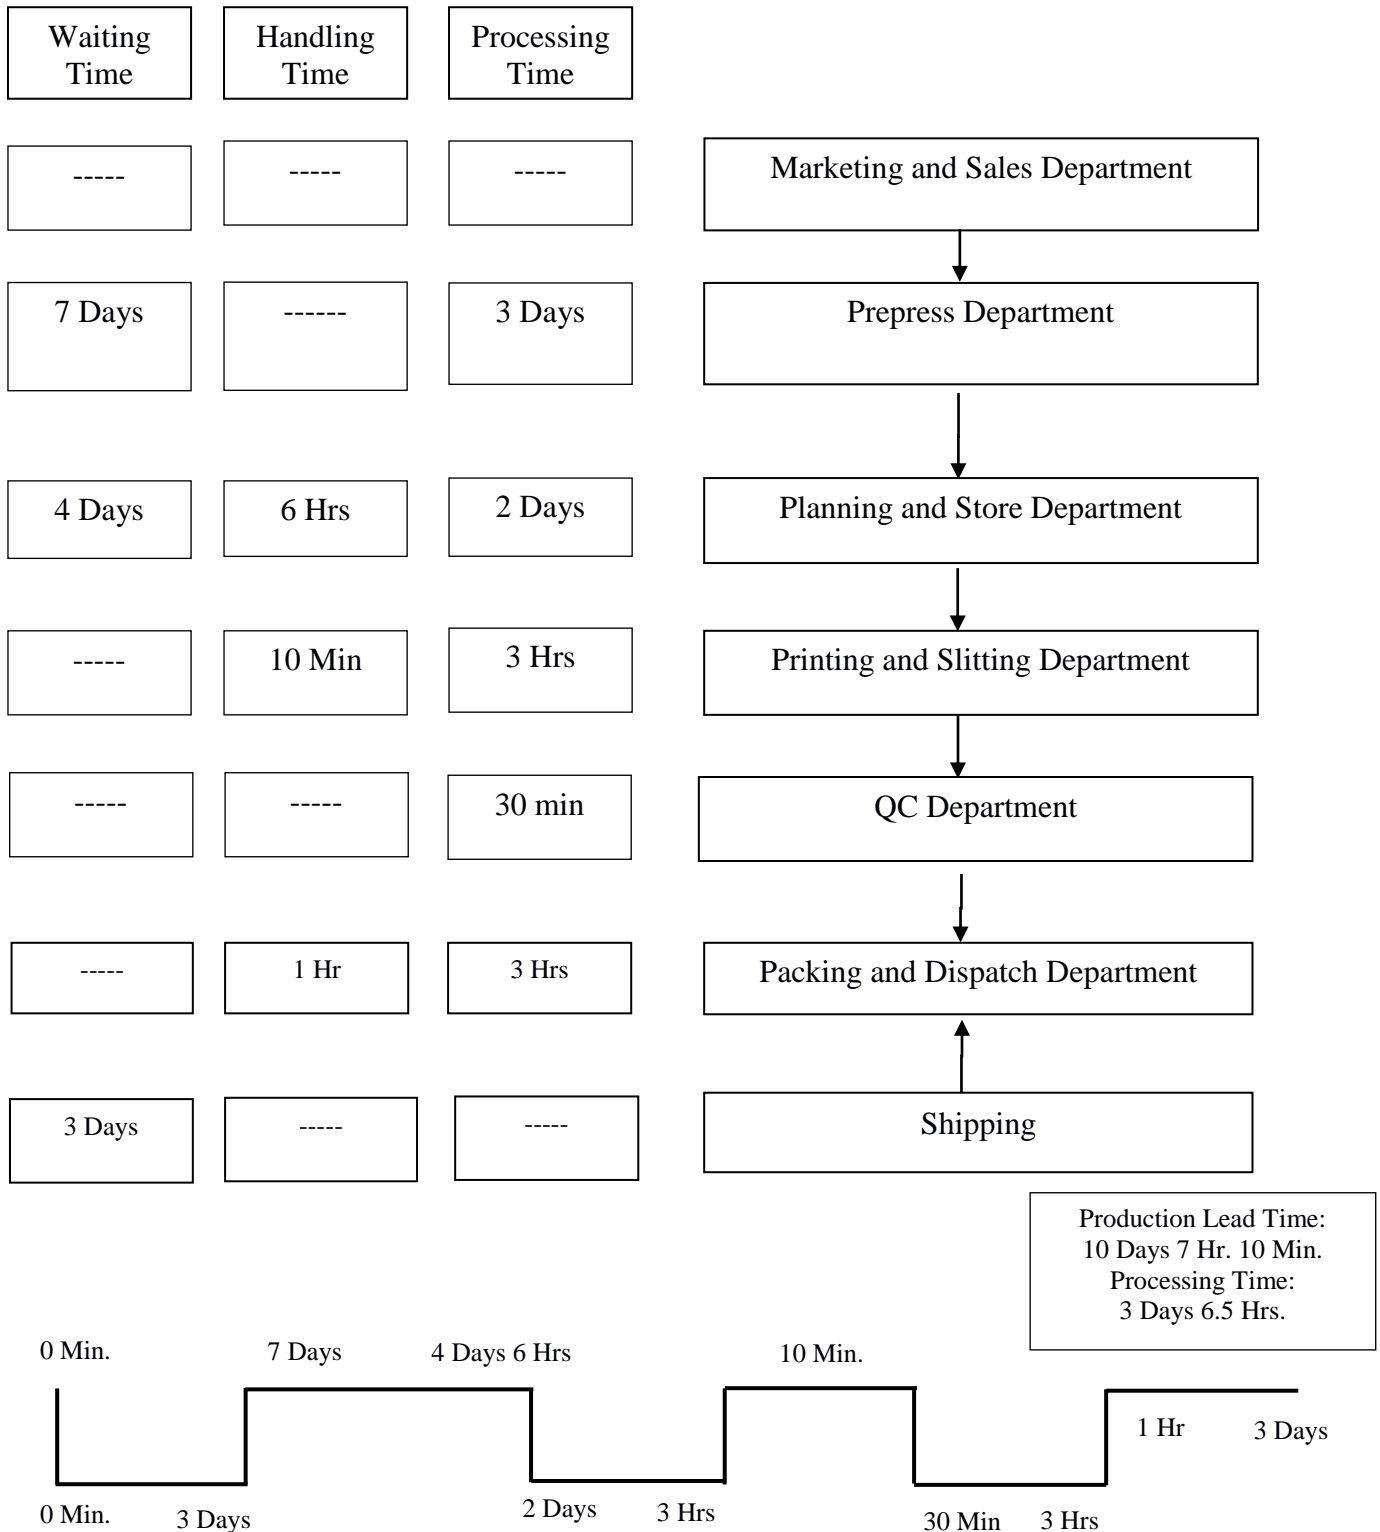 Waiting
Time
Handling
Time
Processing
Time
-----
-----
-----
Marketing and Sales Department
7 Days
------
3 Days
Prepress Department
4 Days
6 Hrs
2 Days
Planning and Store Department
-----
10 Min
3 Hrs
Printing and Slitting Department
-----
-----
30 min
QC Department
-----
1 Hr
3 Hrs
Packing and Dispatch Department
3 Days
-----
-----
Shipping
Production Lead Time:
10 Days 7 Hr. 10 Min.
Processing Time:
3 Days 6.5 Hrs.
0 Min.
7 Days
4 Days 6 Hrs
10 Min.
1 Hr
3 Days
0 Min.
3 Days
2 Days
3 Hrs
30 Min
3 Hrs